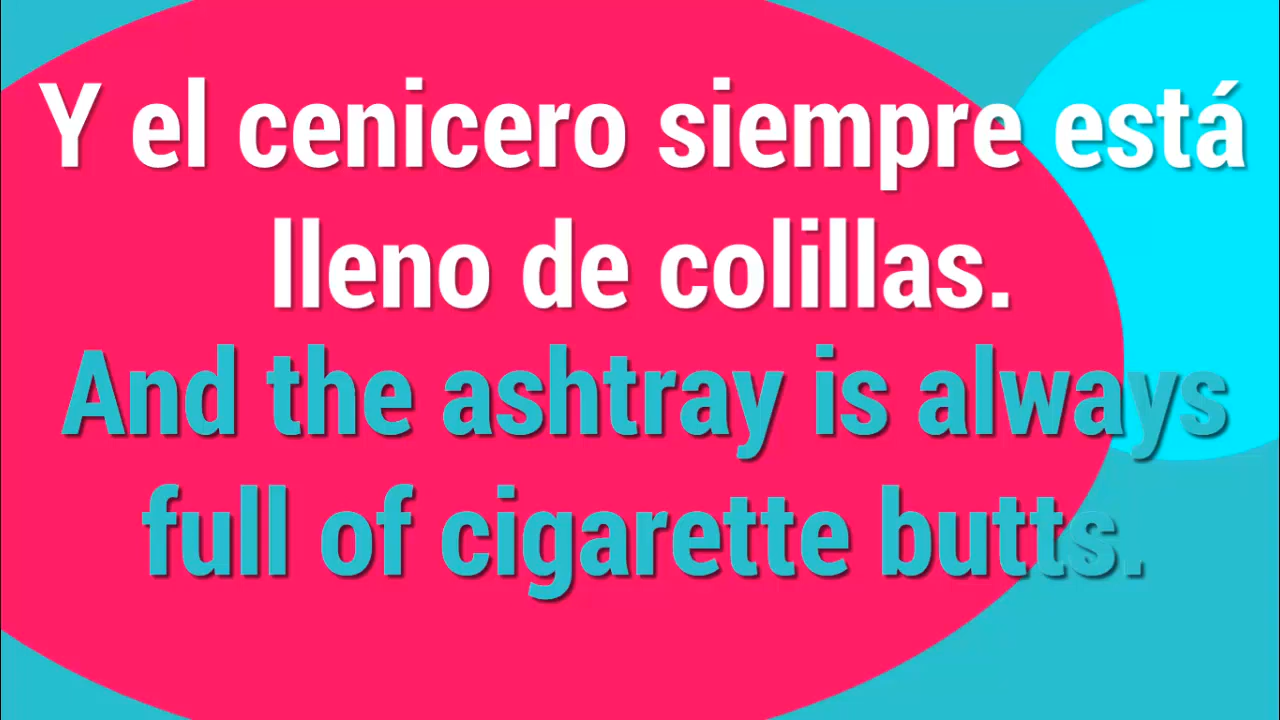 Y el cenicero siempre está
lleno de colillas.
And the ashtray is always
full of cigarette butts.